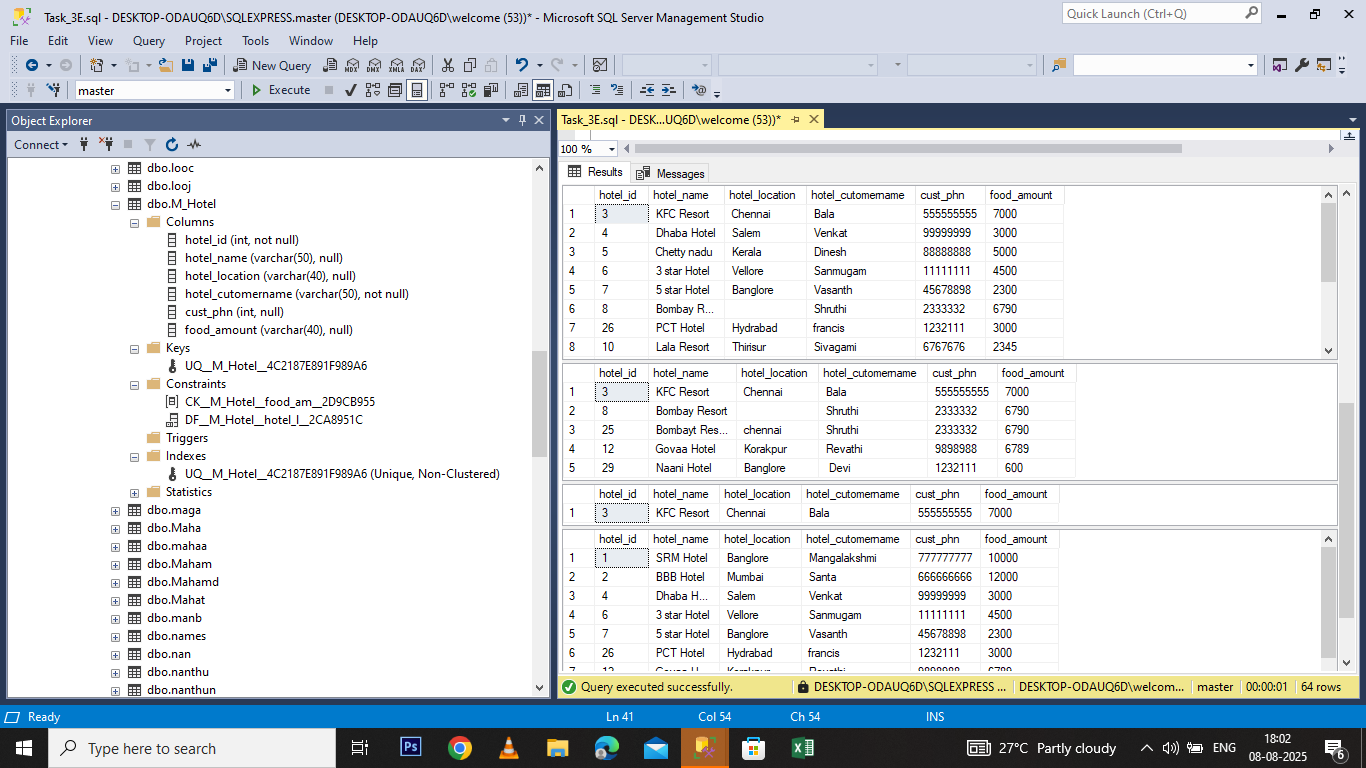 Task_3E.sql - DESKTOP-ODAUQ6D\SQLEXPRESS.master (DESKTOP-ODAUQ6D\welcome (53))* - Microsoft SQL Server Management Studio
Quick Launch (Ctrl+Q)
File Edit View Query Project Tools Window Help
New Query MDX DMX XMLA DAX
master Execute
Object Explorer
Connect
dbo.looc
dbo.looj
dbo.M_Hotel
Columns
hotel_id (int, not null)
hotel_name (varchar(50), null)
hotel_location (varchar(40), null)
hotel_cutomername (varchar(50), not null)
cust_phn (int, null)
food_amount (varchar(40), null)
Keys
UQ__M_Hotel__4C2187E891F989A6
Constraints
CK__M_Hotel__food_am__2D9CB955
DF__M_Hotel__hotel_l__2CA8951C
Triggers
Indexes
UQ__M_Hotel__4C2187E891F989A6 (Unique, Non-Clustered)
Statistics
dbo.maga
dbo.Maha
dbo.mahaa
dbo.Maham
dbo.Mahamd
dbo.Mahat
dbo.manb
dbo.names
dbo.nan
dbo.nanthu
dbo.nanthun
Task_3E.sql - DESK...UQ6D\welcome (53))*
100 %
Results Messages
hotel_id hotel_name hotel_location hotel_cutomername cust_phn food_amount
1 3 KFC Resort Chennai Bala 555555555 7000
2 4 Dhaba Hotel Salem Venkat 99999999 3000
3 5 Chetty nadu Kerala Dinesh 88888888 5000
4 6 3 star Hotel Vellore Sanmugam 11111111 4500
5 7 5 star Hotel Banglore Vasanth 45678898 2300
6 8 Bombay R... Shruthi 2333332 6790
7 26 PCT Hotel Hydrabad francis 1232111 3000
8 10 Lala Resort Thirisur Sivagami 6767676 2345
hotel_id hotel_name hotel_location hotel_cutomername cust_phn food_amount
1 3 KFC Resort Chennai Bala 555555555 7000
2 8 Bombay Resort Shruthi 2333332 6790
3 25 Bombayt Res... chennai Shruthi 2333332 6790
4 12 Govaa Hotel Korakpur Revathi 9898988 6789
5 29 Naani Hotel Banglore Devi 1232111 600
hotel_id hotel_name hotel_location hotel_cutomername cust_phn food_amount
1 3 KFC Resort Chennai Bala 555555555 7000
hotel_id hotel_name hotel_location hotel_cutomername cust_phn food_amount
1 1 SRM Hotel Banglore Mangalakshmi 777777777 10000
2 2 BBB Hotel Mumbai Santa 666666666 12000
3 4 Dhaba H... Salem Venkat 99999999 3000
4 6 3 star Hotel Vellore Sanmugam 11111111 4500
5 7 5 star Hotel Banglore Vasanth 45678898 2300
6 26 PCT Hotel Hydrabad francis 1232111 3000
Query executed successfully. DESKTOP-ODAUQ6D\SQLEXPRESS ... DESKTOP-ODAUQ6D\welcom... master 00:00:01 64 rows
Ready Ln 41 Col 54 Ch 54 INS
Type here to search Ps 27°C Partly cloudy ENG 18:02
08-08-2025 6